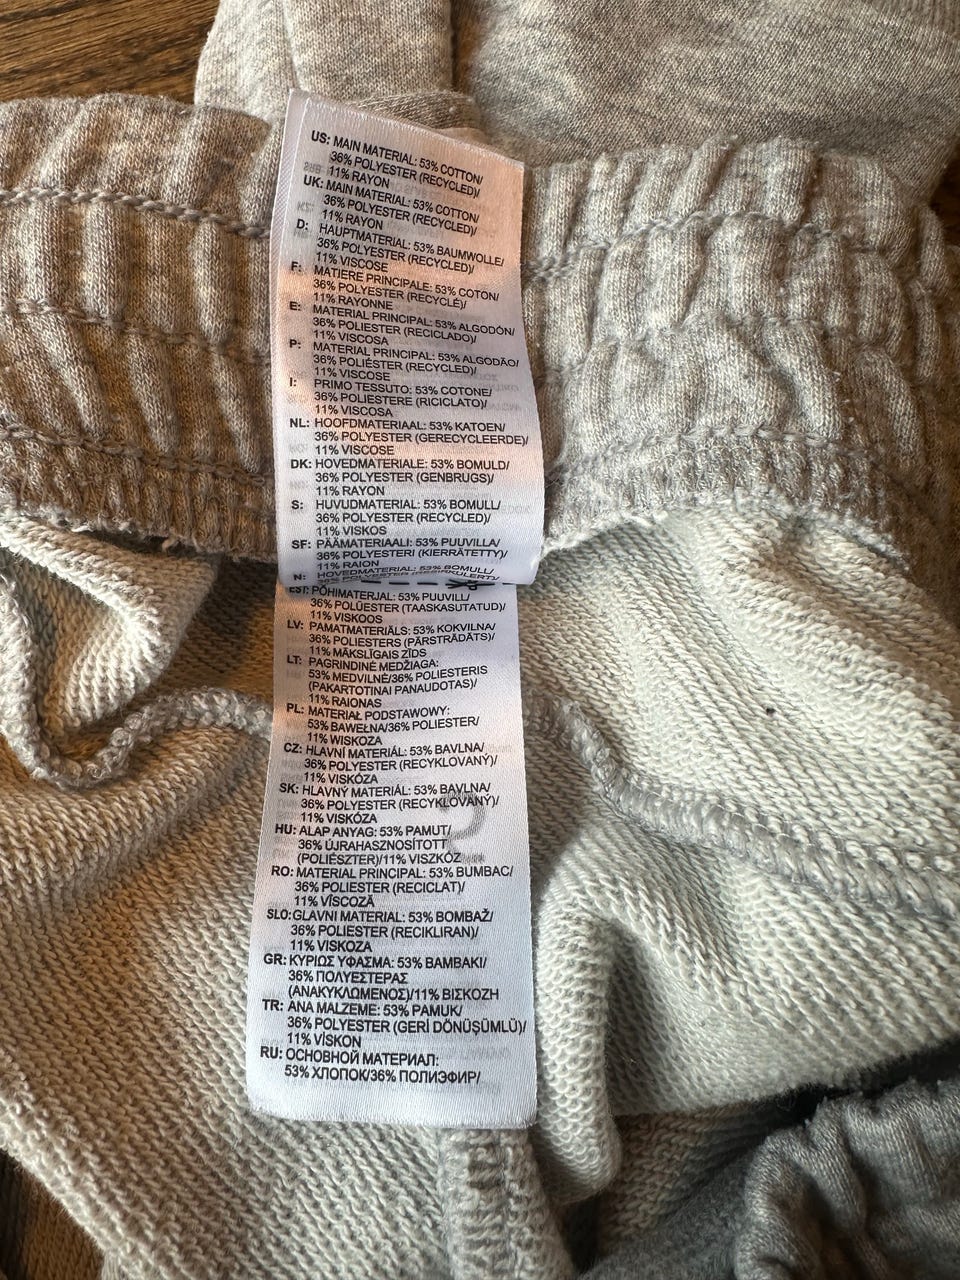 US: MAIN MATERIAL: 53% COTTON/
36% POLYESTER (RECYCLED)/
11% RAYON
UK: MAIN MATERIAL: 53% COTTON/
36% POLYESTER (RECYCLED)/
11% RAYON
D: HAUPTMATERIAL: 53% BAUMWOLLE/
36% POLYESTER (RECYCLED)/
11% VISCOSE
F: MATIERE PRINCIPALE: 53% COTON/
36% POLYESTER (RECYCLÉ)/
11% RAYONNE
E: MATERIAL PRINCIPAL: 53% ALGODÓN/
36% POLIESTER (RECICLADO)/
11% VISCOSA
P: MATERIAL PRINCIPAL: 53% ALGODÃO/
36% POLIÉSTER (RECYCLED)/
11% VISCOSE
I: PRIMO TESSUTO: 53% COTONE/
36% POLIESTERE (RICICLATO)/
11% VISCOSA
NL: HOOFDMATERIAAL: 53% KATOEN/
36% POLYESTER (GERECYCLEERDE)/
11% VISCOSE
DK: HOVEDMATERIALE: 53% BOMULD/
36% POLYESTER (GENBRUGS)/
11% RAYON
S: HUVUDMATERIAL: 53% BOMULL/
36% POLYESTER (RECYCLED)/
11% VISKOS
SF: PÄÄMATERIAALI: 53% PUUVILLA/
36% POLYESTERI (KIERRÄTETTY)/
11% RAION
N: HOVEDMATERIAL: 53% BOMULL/
36% POLYESTER (RESIRKULERT)/
EST: PÕHIMATERJAL: 53% PUUVILL/
36% POLÜESTER (TAASKASUTATUD)/
11% VISKOOS
LV: PAMATMATERIĀLS: 53% KOKVILNA/
36% POLIESTERS (PĀRSTRĀDĀTS)/
11% MĀKSLĪGAIS ZĪDS
LT: PAGRINDINĖ MEDŽIAGA:
53% MEDVILNĖ/36% POLIESTERIS
(PAKARTOTINAI PANAUDOTAS)/
11% RAIONAS
PL: MATERIAŁ PODSTAWOWY:
53% BAWEŁNA/36% POLIESTER/
11% WISKOZA
CZ: HLAVNÍ MATERIÁL: 53% BAVLNA/
36% POLYESTER (RECYKLOVANÝ)/
11% VISKÓZA
SK: HLAVNÝ MATERIÁL: 53% BAVLNA/
36% POLYESTER (RECYKLOVANÝ)/
11% VISKÓZA
HU: ALAP ANYAG: 53% PAMUT/
36% ÚJRAHASZNOSÍTOTT
(POLIÉSZTER)/11% VISZKÓZ
RO: MATERIAL PRINCIPAL: 53% BUMBAC/
36% POLIESTER (RECICLAT)/
11% VÎSCOZĂ
SLO: GLAVNI MATERIAL: 53% BOMBAŽ/
36% POLIESTER (RECIKLIRAN)/
11% VISKOZA
GR: ΚΥΡΙΩΣ ΥΦΑΣΜΑ: 53% ΒΑΜΒΑΚΙ/
36% ΠΟΛΥΕΣΤΕΡΑΣ
(ΑΝΑΚΥΚΛΩΜΕΝΟΣ)/11% ΒΙΣΚΟΖΗ
TR: ANA MALZEME: 53% PAMUK/
36% POLYESTER (GERİ DÖNÜŞÜMLÜ)/
11% VİSKON
RU: ОСНОВНОЙ МАТЕРИАЛ:
53% ХЛОПОК/36% ПОЛИЭФИР/